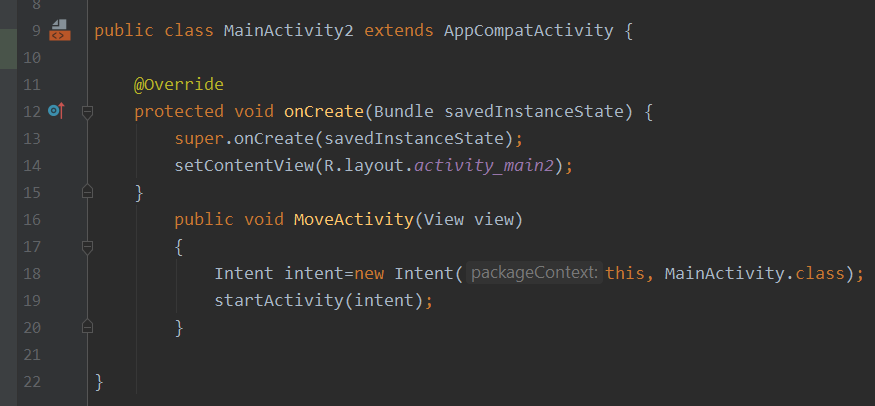 8
9 public class MainActivity2 extends AppCompatActivity {
10
11 @Override
12 protected void onCreate(Bundle savedInstanceState) {
13 super.onCreate(savedInstanceState);
14 setContentView(R.layout.activity_main2);
15 }
16 public void MoveActivity(View view)
17 {
18 Intent intent=new Intent( packageContext: this, MainActivity.class);
19 startActivity(intent);
20 }
21
22 }